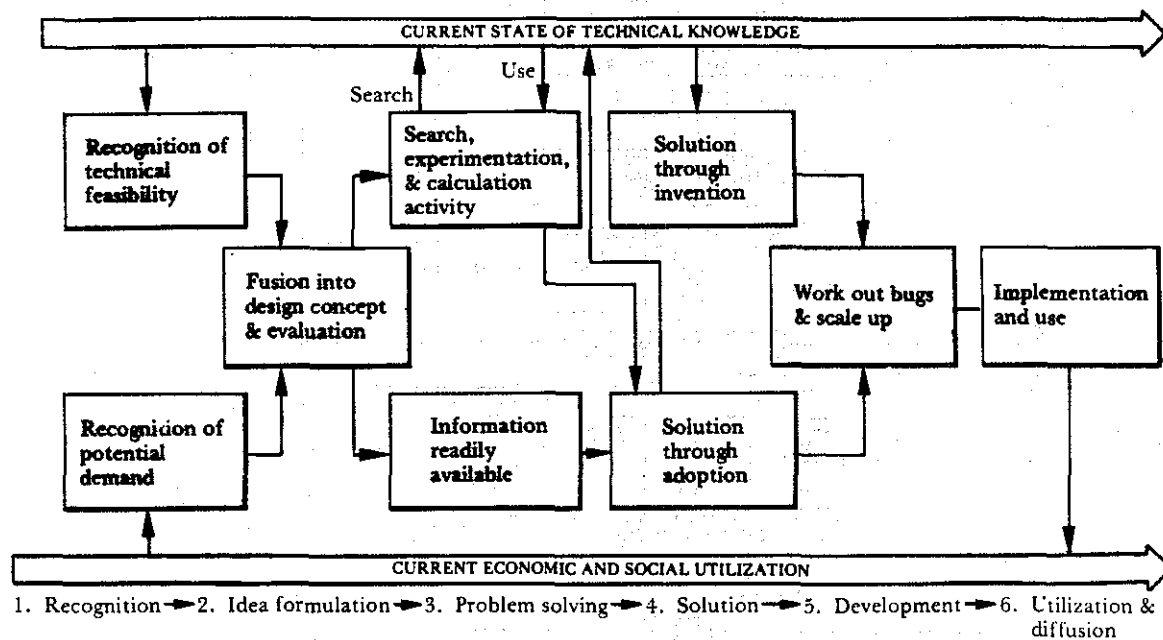 CURRENT STATE OF TECHNICAL KNOWLEDGE
Use
Search
Recognition of
technical
feasibility
Search,
experimentation,
& calculation
activity
Solution
through
invention
Fusion into
design concept
& evaluation
Work out bugs
& scale up
Implementation
and use
Recognition of
potential
demand
Information
readily
available
Solution
through
adoption
CURRENT ECONOMIC AND SOCIAL UTILIZATION
1. Recognition → 2. Idea formulation → 3. Problem solving → 4. Solution → 5. Development → 6. Utilization &
diffusion